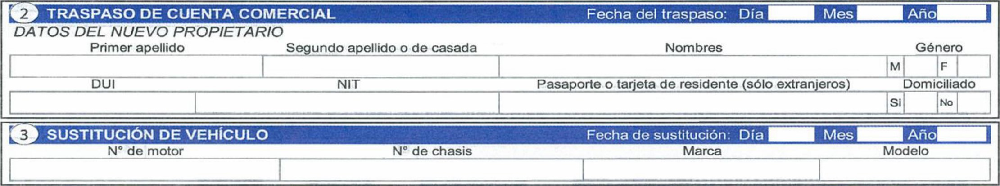 2 TRASPASO DE CUENTA COMERCIAL Fecha del traspaso: Día Mes Año
DATOS DEL NUEVO PROPIETARIO
Primer apellido Segundo apellido o de casada Nombres Género
M F
DUI NIT Pasaporte o tarjeta de residente (sólo extranjeros) Domiciliado
Si No
3 SUSTITUCIÓN DE VEHÍCULO Fecha de sustitución: Día Mes Año
N° de motor N° de chasis Marca Modelo